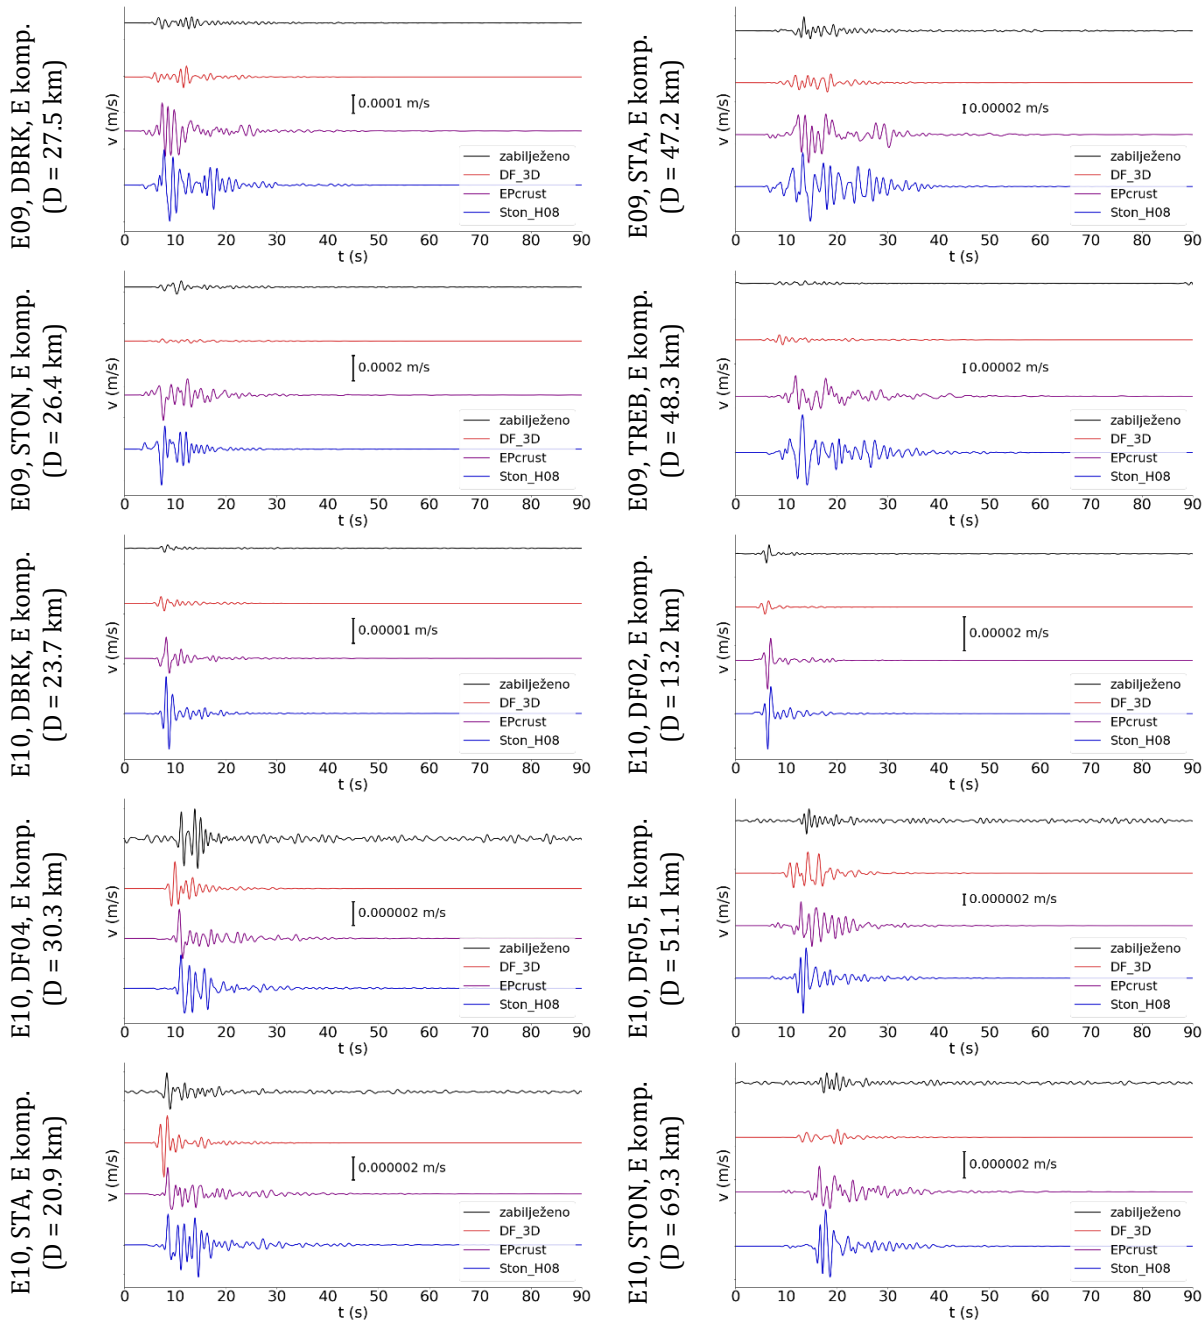 E09, DBRK, E komp.
(D = 27.5 km)
v (m/s)
0.0001 m/s
zabilježeno
DF_3D
EPcrust
Ston_H08
0 10 20 30 40 50 60 70 80 90
t (s)
E09, STA, E komp.
(D = 47.2 km)
v (m/s)
0.00002 m/s
zabilježeno
DF_3D
EPcrust
Ston_H08
0 10 20 30 40 50 60 70 80 90
t (s)
E09, STON, E komp.
(D = 26.4 km)
v (m/s)
0.0002 m/s
zabilježeno
DF_3D
EPcrust
Ston_H08
0 10 20 30 40 50 60 70 80 90
t (s)
E09, TREB, E komp.
(D = 48.3 km)
v (m/s)
0.00002 m/s
zabilježeno
DF_3D
EPcrust
Ston_H08
0 10 20 30 40 50 60 70 80 90
t (s)
E10, DBRK, E komp.
(D = 23.7 km)
v (m/s)
0.00001 m/s
zabilježeno
DF_3D
EPcrust
Ston_H08
0 10 20 30 40 50 60 70 80 90
t (s)
E10, DF02, E komp.
(D = 13.2 km)
v (m/s)
0.00002 m/s
zabilježeno
DF_3D
EPcrust
Ston_H08
0 10 20 30 40 50 60 70 80 90
t (s)
E10, DF04, E komp.
(D = 30.3 km)
v (m/s)
0.000002 m/s
zabilježeno
DF_3D
EPcrust
Ston_H08
0 10 20 30 40 50 60 70 80 90
t (s)
E10, DF05, E komp.
(D = 51.1 km)
v (m/s)
0.000002 m/s
zabilježeno
DF_3D
EPcrust
Ston_H08
0 10 20 30 40 50 60 70 80 90
t (s)
E10, STA, E komp.
(D = 20.9 km)
v (m/s)
0.000002 m/s
zabilježeno
DF_3D
EPcrust
Ston_H08
0 10 20 30 40 50 60 70 80 90
t (s)
E10, STON, E komp.
(D = 69.3 km)
v (m/s)
0.000002 m/s
zabilježeno
DF_3D
EPcrust
Ston_H08
0 10 20 30 40 50 60 70 80 90
t (s)